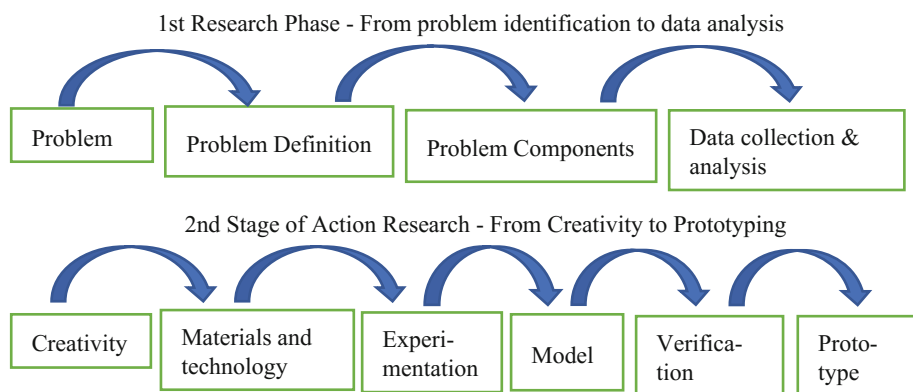 1st Research Phase - From problem identification to data analysis
Problem
Problem Definition
Problem Components
Data collection &
analysis
2nd Stage of Action Research - From Creativity to Prototyping
Creativity
Materials and
technology
Experi-
mentation
Model
Verifica-
tion
Proto-
type